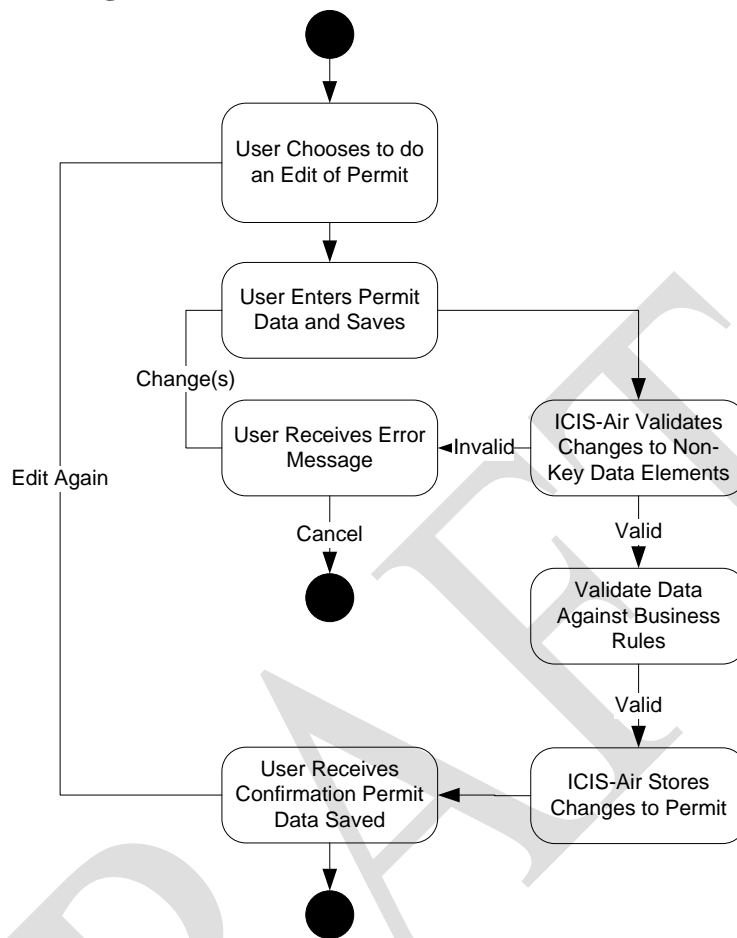 User Chooses to do
an Edit of Permit
User Enters Permit
Data and Saves
Change(s)
User Receives Error
Message
Invalid
ICIS-Air Validates
Changes to Non-
Key Data Elements
Edit Again
Cancel
Valid
Validate Data
Against Business
Rules
Valid
User Receives
Confirmation Permit
Data Saved
ICIS-Air Stores
Changes to Permit
DRAFT